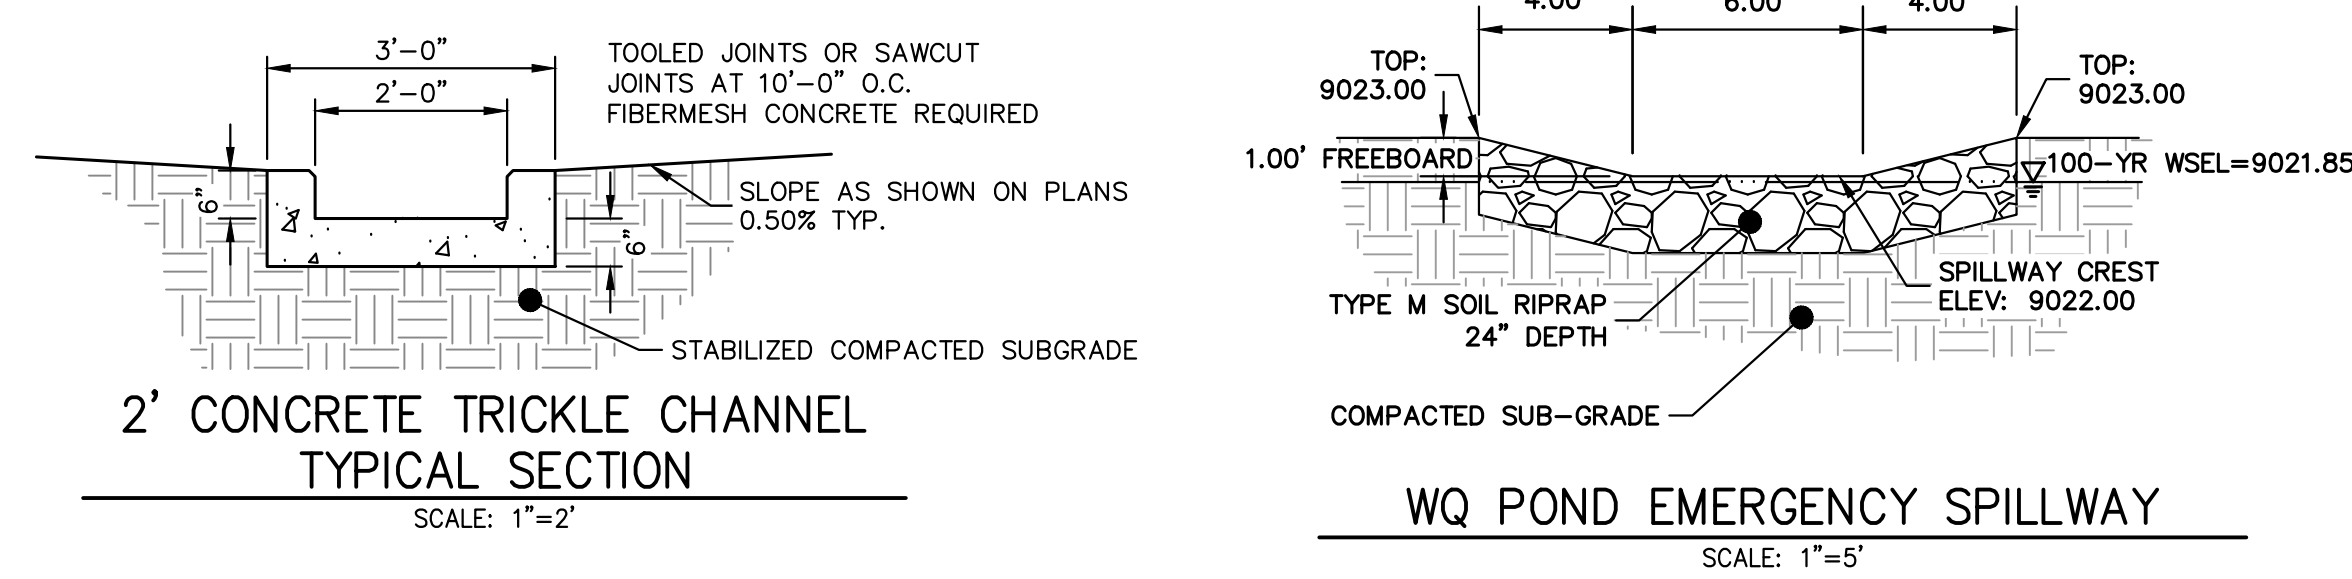 3'-0"
2'-0"
TOOLED JOINTS OR SAWCUT
JOINTS AT 10'-0" O.C.
FIBERMESH CONCRETE REQUIRED
6"
SLOPE AS SHOWN ON PLANS
0.50% TYP.
6"
STABILIZED COMPACTED SUBGRADE
2' CONCRETE TRICKLE CHANNEL
TYPICAL SECTION
SCALE: 1"=2'
4.00'
6.00'
4.00'
TOP:
9023.00
TOP:
9023.00
1.00' FREEBOARD
100-YR WSEL=9021.85
SPILLWAY CREST
ELEV: 9022.00
TYPE M SOIL RIPRAP
24" DEPTH
COMPACTED SUB-GRADE
WQ POND EMERGENCY SPILLWAY
SCALE: 1"=5'